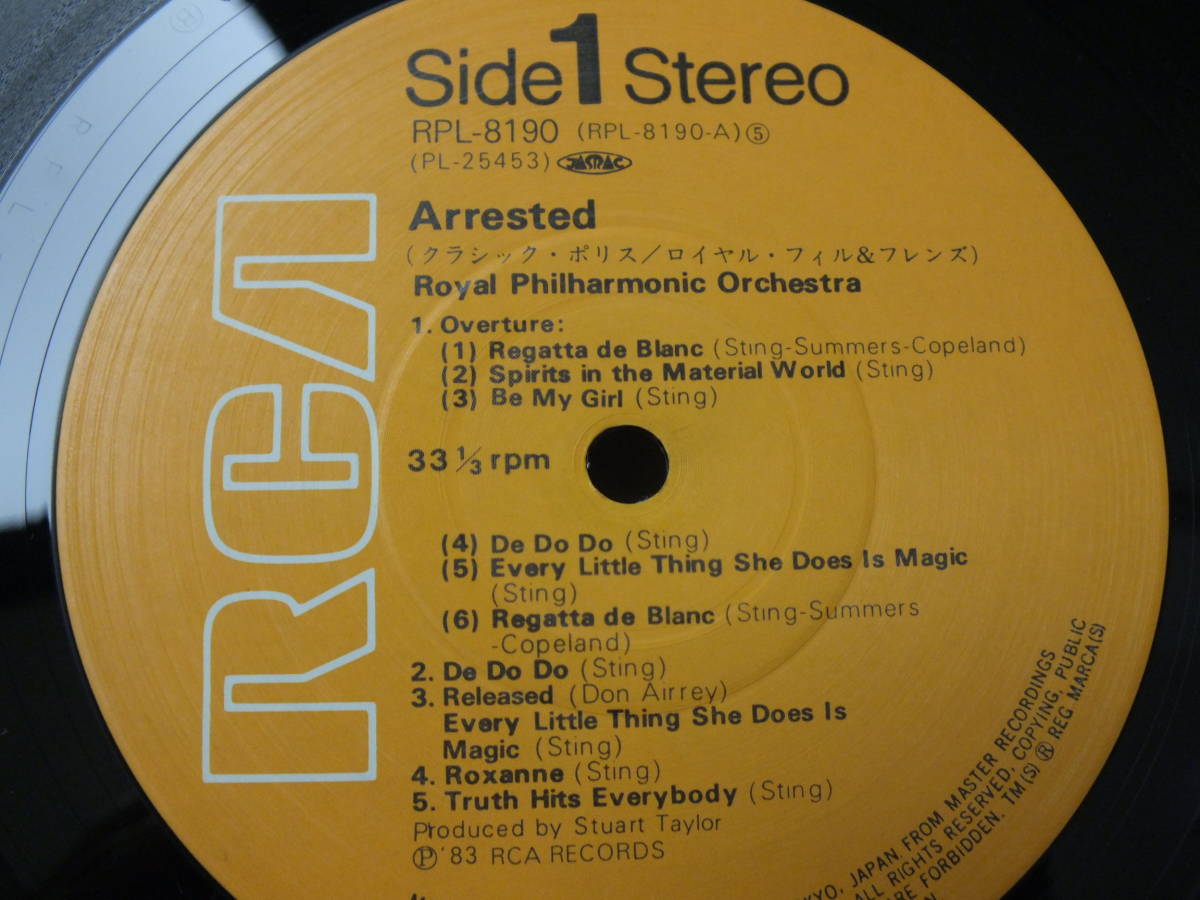 Side 1 Stereo
RPL-8190 (RPL-8190-A)⑤
(PL-25453) JASRAC
Arrested
(クラシック・ポリス/ロイヤル・フィル&フレンズ)
Royal Philharmonic Orchestra
1. Overture:
(1) Regatta de Blanc (Sting-Summers-Copeland)
(2) Spirits in the Material World (Sting)
(3) Be My Girl (Sting)
33 1/3 rpm
(4) De Do Do (Sting)
(5) Every Little Thing She Does Is Magic
(Sting)
(6) Regatta de Blanc (Sting-Summers
-Copeland)
2. De Do Do (Sting)
3. Released (Don Airrey)
Every Little Thing She Does Is
Magic (Sting)
4. Roxanne (Sting)
5. Truth Hits Everybody (Sting)
Produced by Stuart Taylor
Ⓟ'83 RCA RECORDS
RCA
JAPAN FROM MASTER RECORDINGS
ALL RIGHTS RESERVED, COPYING, PUBLIC
FORBIDDEN. TM(S) ® REG. MARCA(S)